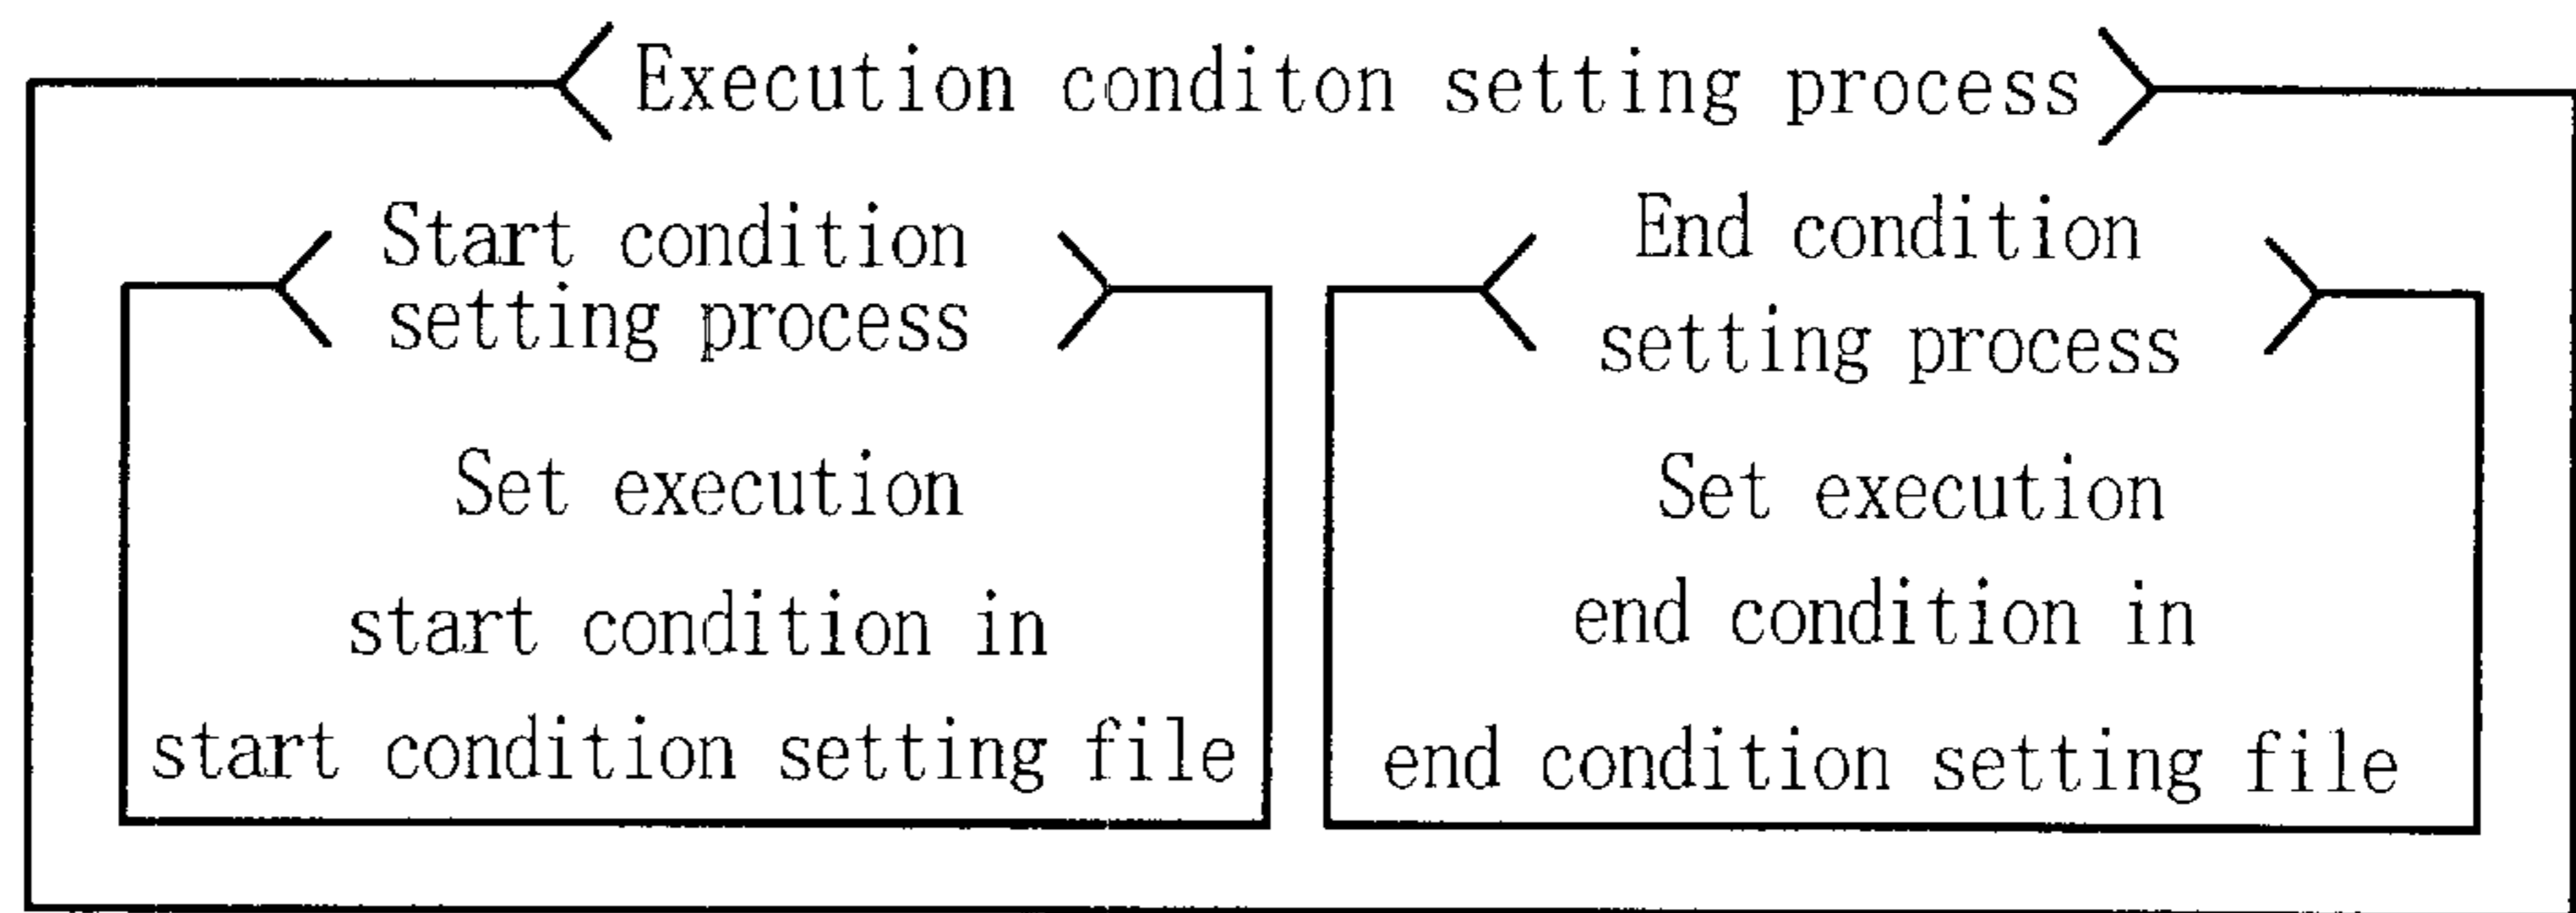 Execution conditon setting process
Start condition
setting process
Set execution
start condition in
start condition setting file
End condition
setting process
Set execution
end condition in
end condition setting file